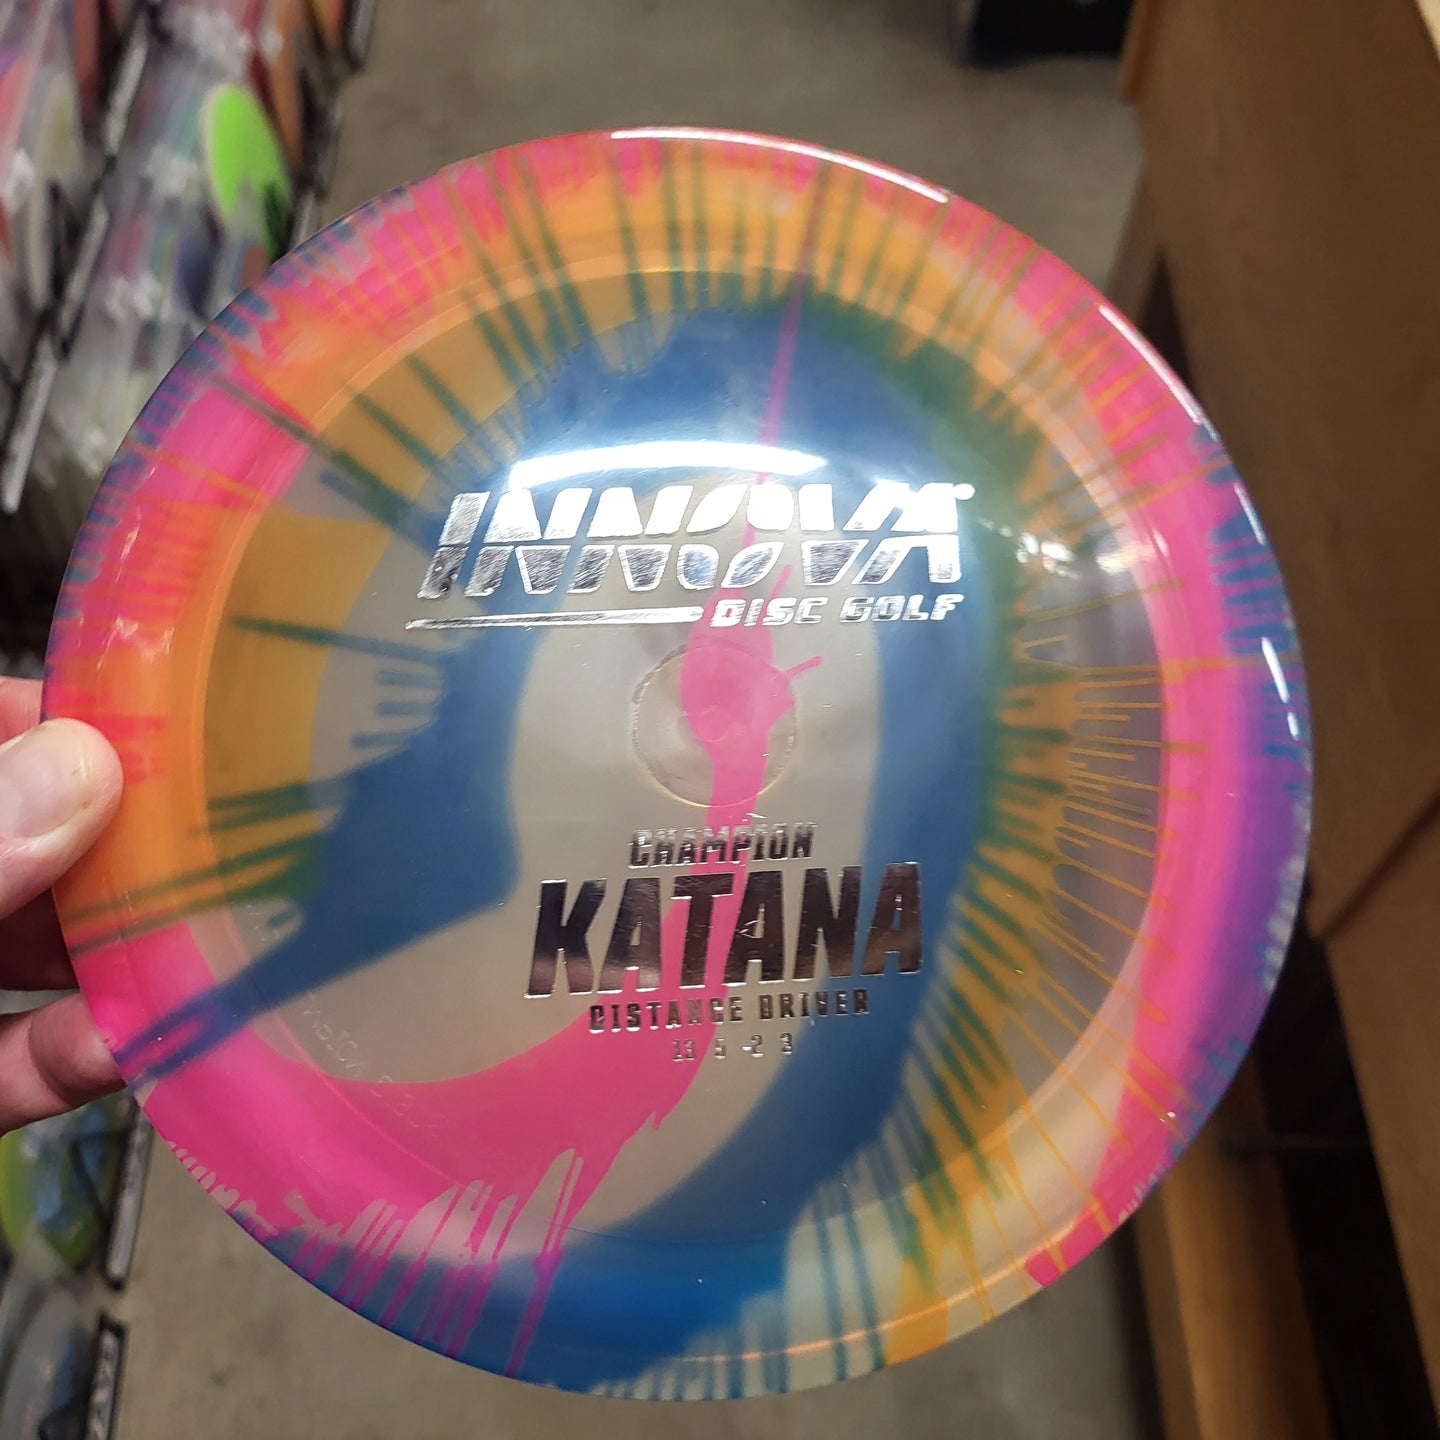 INNOVA
DISC GOLF
CHAMPION
KATANA
DISTANCE DRIVER
13 5 -2 3